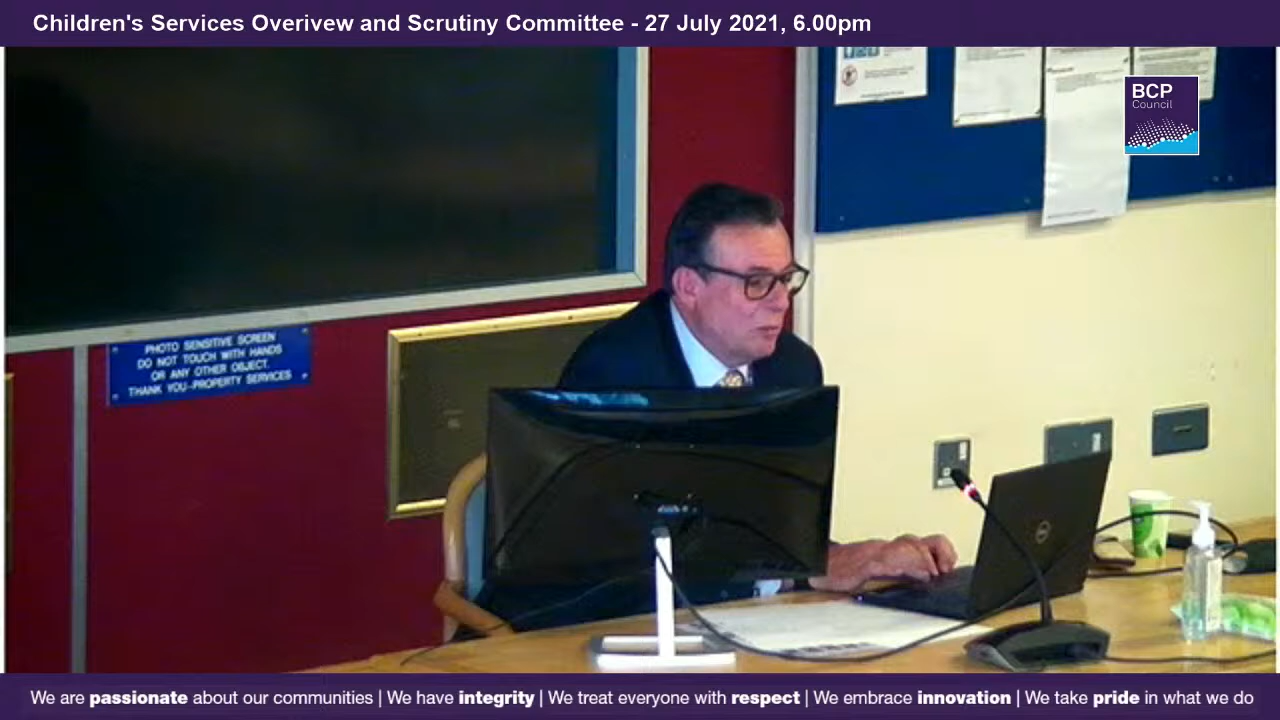 Children's Services Overivew and Scrutiny Committee - 27 July 2021, 6.00pm
BCP
Council
PHOTO SENSITIVE SCREEN
DO NOT TOUCH WITH HANDS
OR ANY OTHER OBJECT.
THANK YOU-PROPERTY SERVICES
We are passionate about our communities | We have integrity | We treat everyone with respect | We embrace innovation | We take pride in what we do